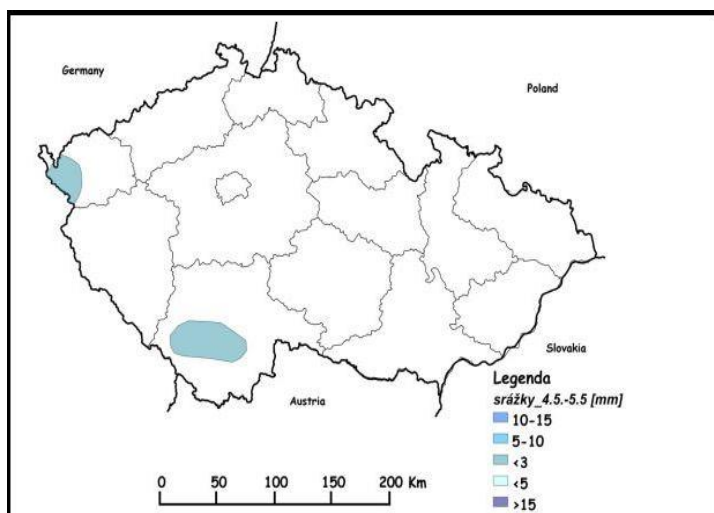 Germany
Poland
Slovakia
Austria
Legenda
srážky_4.5.-5.5 [mm]
10-15
5-10
<3
<5
>15
0 50 100 150 200 Km